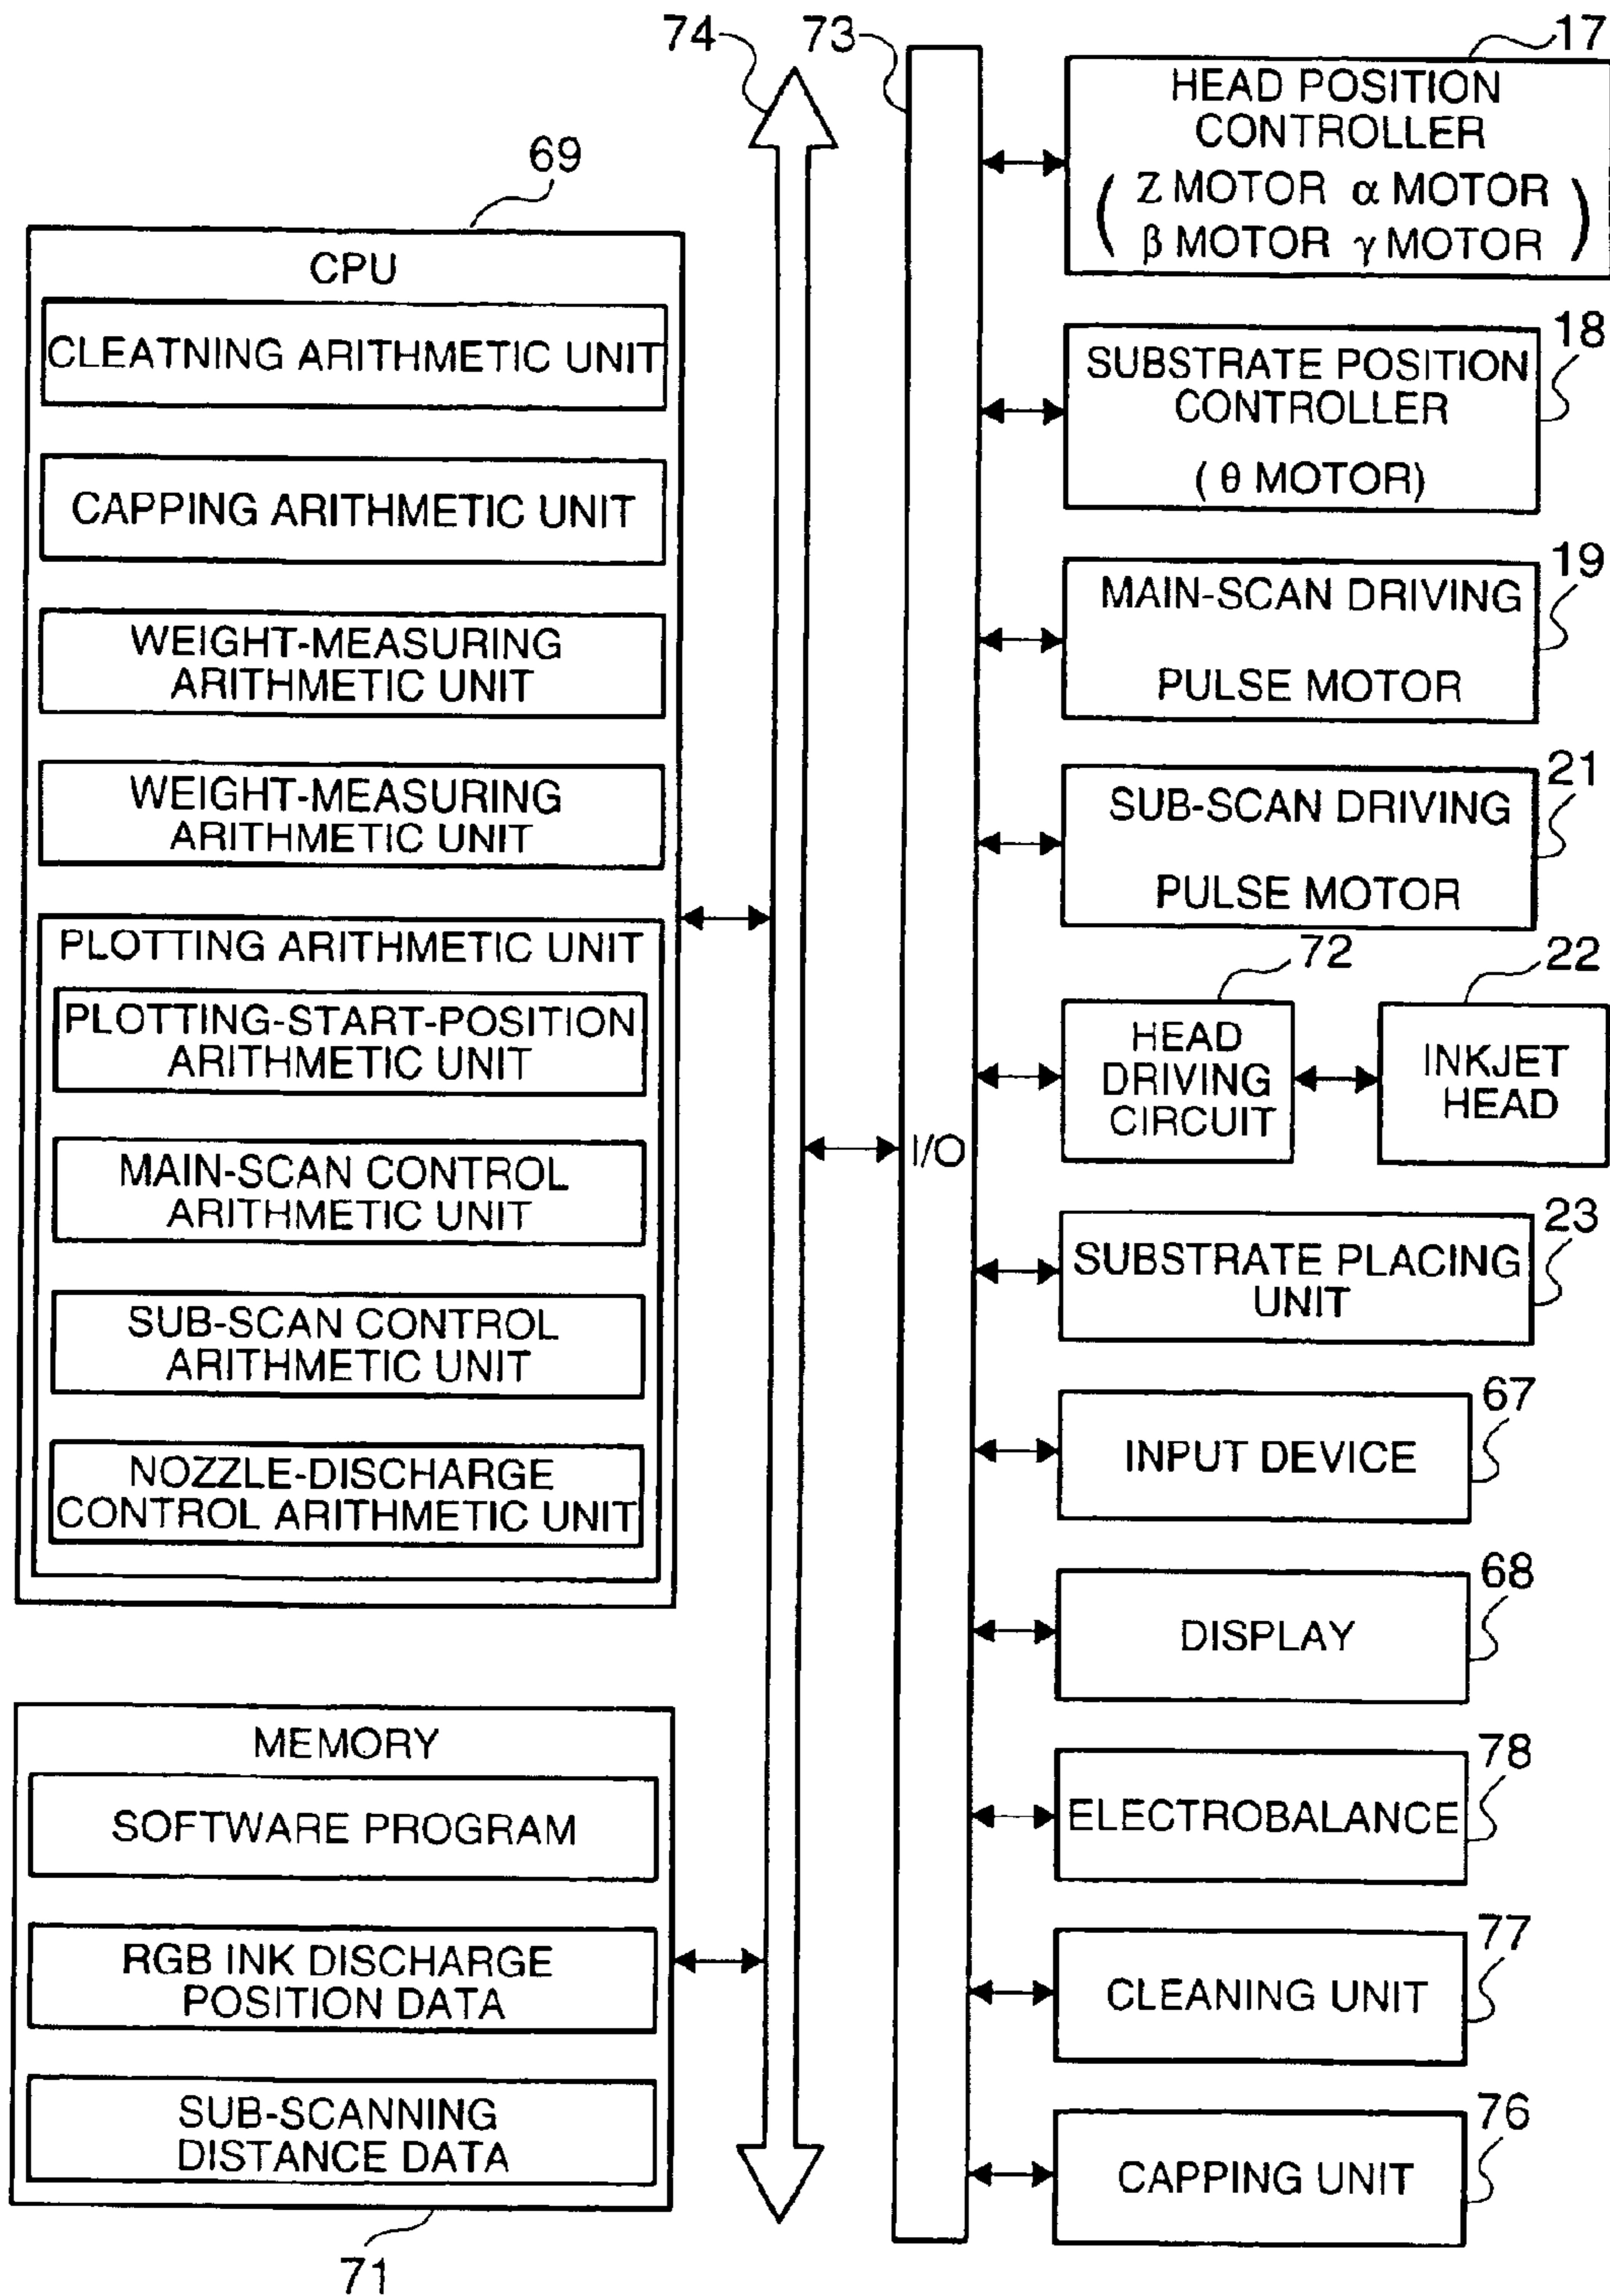 74
73
17
HEAD POSITION
CONTROLLER
( Z MOTOR α MOTOR
β MOTOR γ MOTOR )
69
CPU
CLEATNING ARITHMETIC UNIT
CAPPING ARITHMETIC UNIT
WEIGHT-MEASURING
ARITHMETIC UNIT
WEIGHT-MEASURING
ARITHMETIC UNIT
PLOTTING ARITHMETIC UNIT
PLOTTING-START-POSITION
ARITHMETIC UNIT
MAIN-SCAN CONTROL
ARITHMETIC UNIT
SUB-SCAN CONTROL
ARITHMETIC UNIT
NOZZLE-DISCHARGE
CONTROL ARITHMETIC UNIT
MEMORY
SOFTWARE PROGRAM
RGB INK DISCHARGE
POSITION DATA
SUB-SCANNING
DISTANCE DATA
71
I/O
18
SUBSTRATE POSITION
CONTROLLER
( θ MOTOR)
19
MAIN-SCAN DRIVING
PULSE MOTOR
21
SUB-SCAN DRIVING
PULSE MOTOR
72
HEAD
DRIVING
CIRCUIT
22
INKJET
HEAD
23
SUBSTRATE PLACING
UNIT
67
INPUT DEVICE
68
DISPLAY
78
ELECTROBALANCE
77
CLEANING UNIT
76
CAPPING UNIT